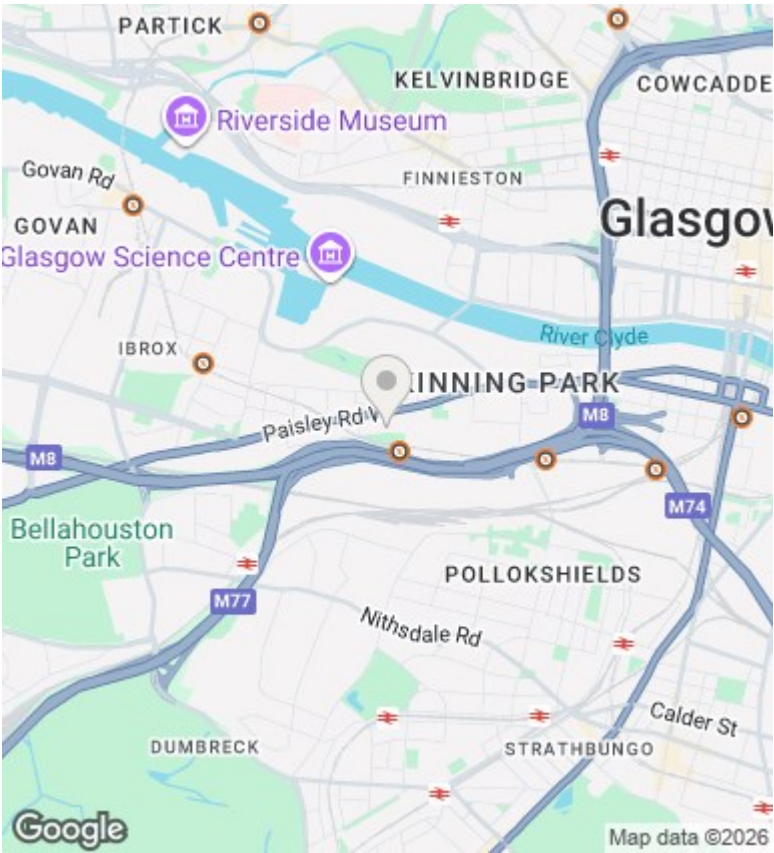 PARTICK
KELVINBRIDGE
COWCADDE
Riverside Museum
Govan Rd
FINNIESTON
GOVAN
Glasgow
Glasgow Science Centre
River Clyde
IBROX
KINNING PARK
Paisley Rd W
M8
M8
M74
Bellahouston
Park
POLLOKSHIELDS
M77
Nithsdale Rd
Calder St
DUMBRECK
STRATHBUNGO
Google
Map data ©2026